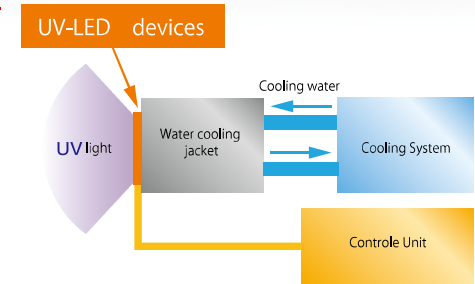 UV-LED devices
Cooling water
UV light
Water cooling
jacket
Cooling System
Controle Unit